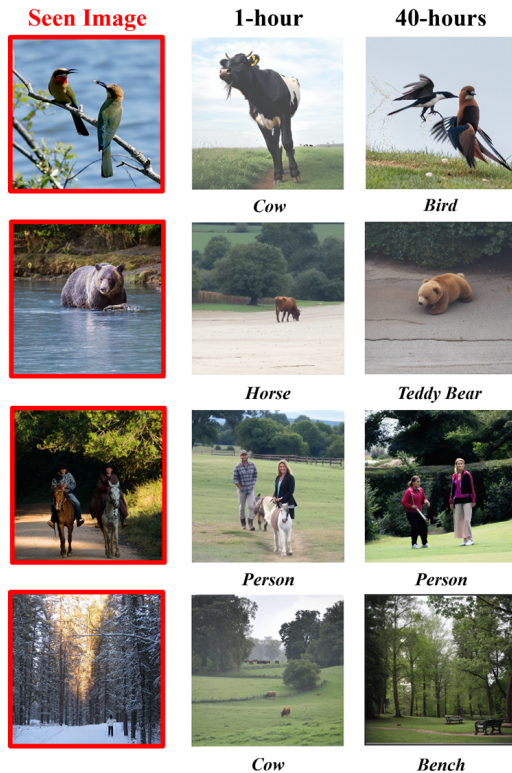 Seen Image 1-hour 40-hours
Cow Bird
Horse Teddy Bear
Person Person
Cow Bench